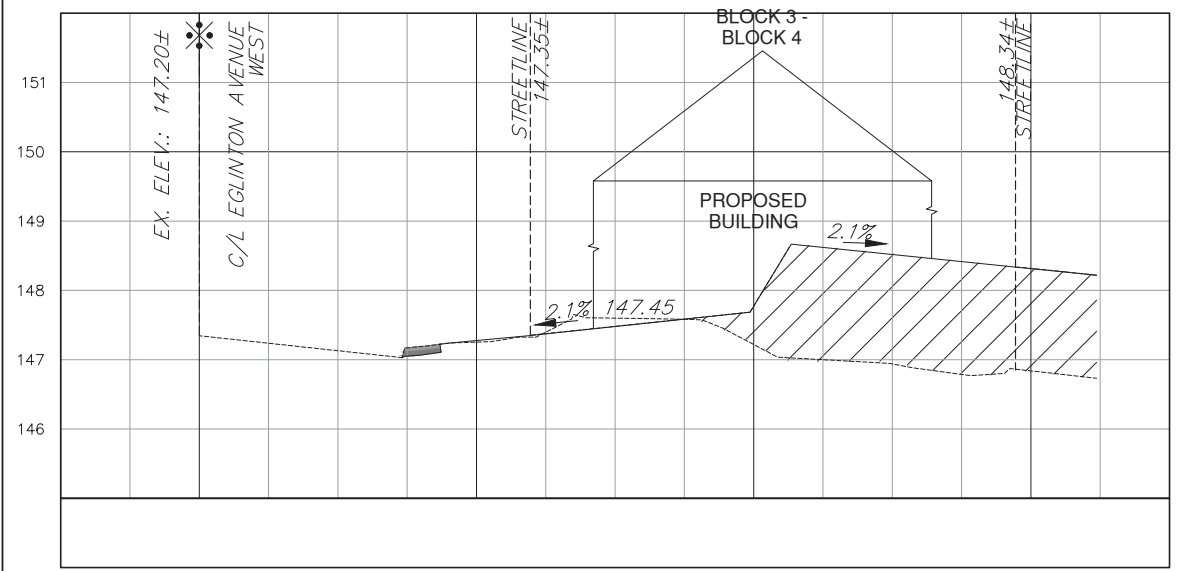 151
150
149
148
147
146
EX. ELEV.: 147.20±
C/L EGLINTON AVENUE
WEST
STREETLINE
147.35±
BLOCK 3 -
BLOCK 4
148.34±
STREETLINE
PROPOSED
BUILDING
2.1%
2.1% 147.45